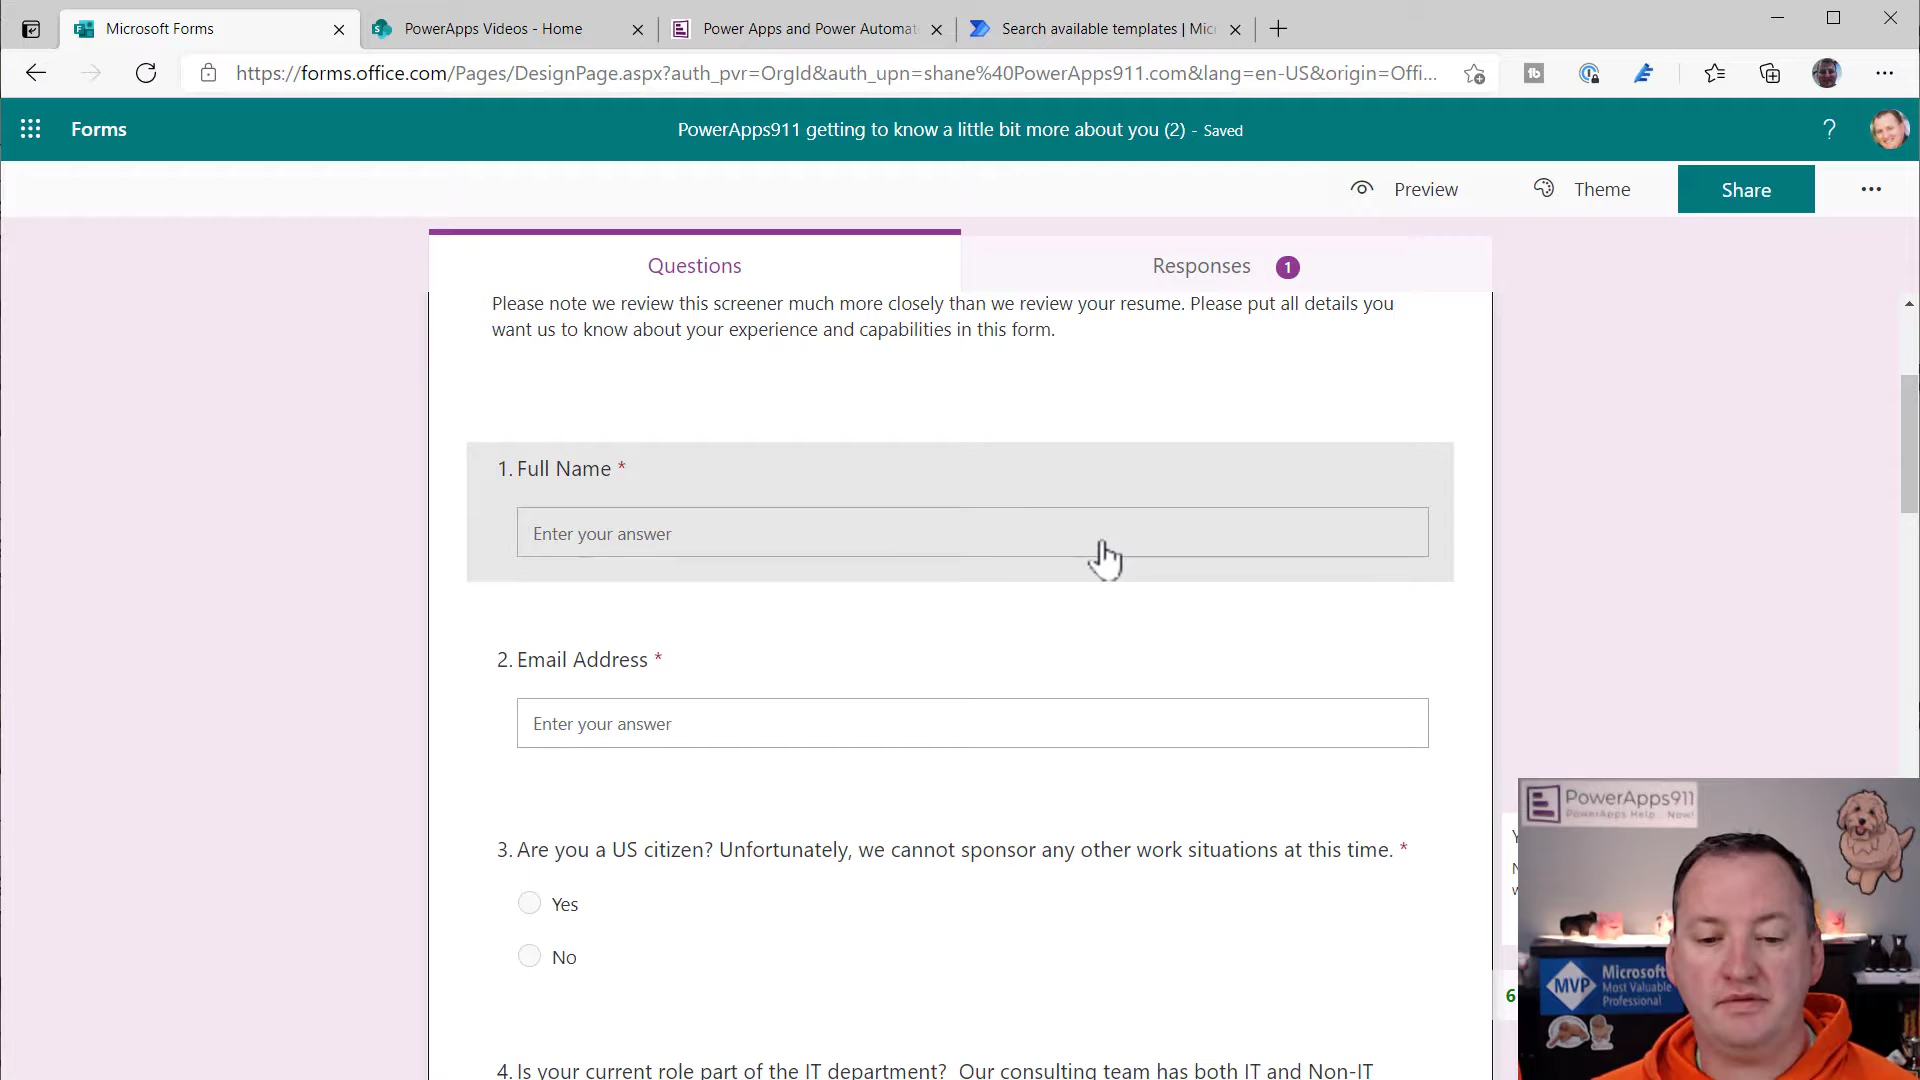 Microsoft Forms
PowerApps Videos - Home
Power Apps and Power Automat
Search available templates | Mic
https://forms.office.com/Pages/DesignPage.aspx?auth_pvr=OrgId&auth_upn=shane%40PowerApps911.com&lang=en-US&origin=Offi...
Forms
PowerApps911 getting to know a little bit more about you (2) - Saved
?
Preview
Theme
Share
Questions
Responses 1
Please note we review this screener much more closely than we review your resume. Please put all details you
want us to know about your experience and capabilities in this form.
1. Full Name *
Enter your answer
2. Email Address *
Enter your answer
3. Are you a US citizen? Unfortunately, we cannot sponsor any other work situations at this time. *
Yes
No
4. Is your current role part of the IT department? Our consulting team has both IT and Non-IT
6
PowerApps911
PowerApps Help... Now!
MVP
Microsoft
Most Valuable
Professional